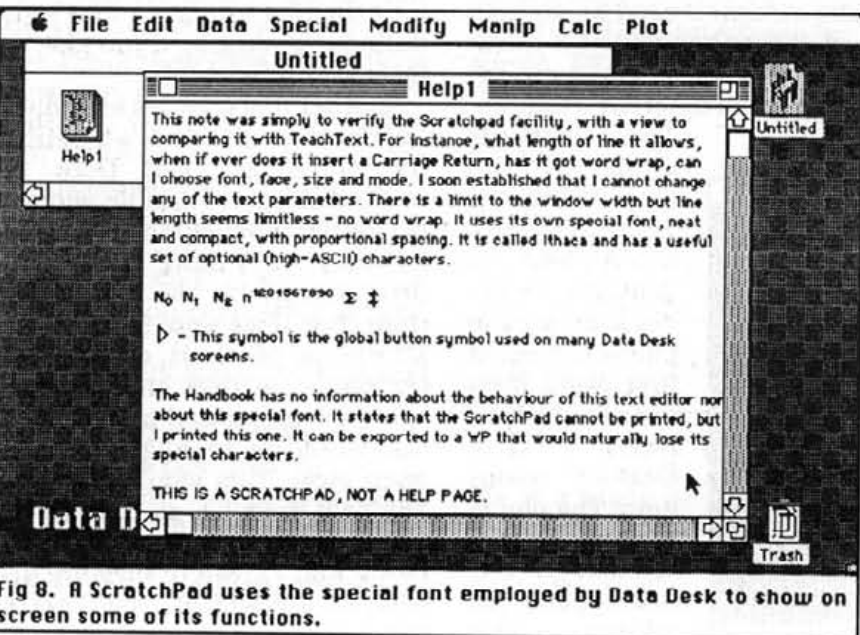 File Edit Data Special Modify Manip Calc Plot
Untitled
Help1
Help1
Untitled
This note was simply to verify the Scratchpad facility, with a view to
comparing it with TeachText. For instance, what length of line it allows,
when if ever does it insert a Carriage Return, has it got word wrap, can
I choose font, face, size and mode. I soon established that I cannot change
any of the text parameters. There is a limit to the window width but line
length seems limitless - no word wrap. It uses its own special font, neat
and compact, with proportional spacing. It is called Ithaca and has a useful
set of optional (high-ASCII) characters.
N₀ N₁ N₂ Σ ‡
▷ - This symbol is the global button symbol used on many Data Desk
screens.
The Handbook has no information about the behaviour of this text editor nor
about this special font. It states that the ScratchPad cannot be printed, but
I printed this one. It can be exported to a WP that would naturally lose its
special characters.
THIS IS A SCRATCHPAD, NOT A HELP PAGE.
Data D
Trash
Fig 8. A ScratchPad uses the special font employed by Data Desk to show on
screen some of its functions.